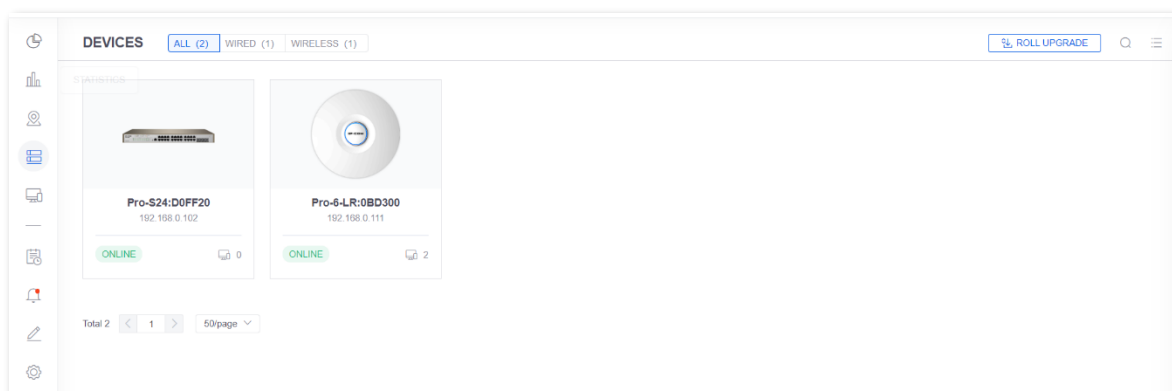 DEVICES ALL (2) WIRED (1) WIRELESS (1) ROLL UPGRADE
STATISTICS
Pro-S24:D0FF20
192.168.0.102
ONLINE 0
Pro-6-LR:0BD300
192.168.0.111
ONLINE 2
Total 2 < 1 > 50/page